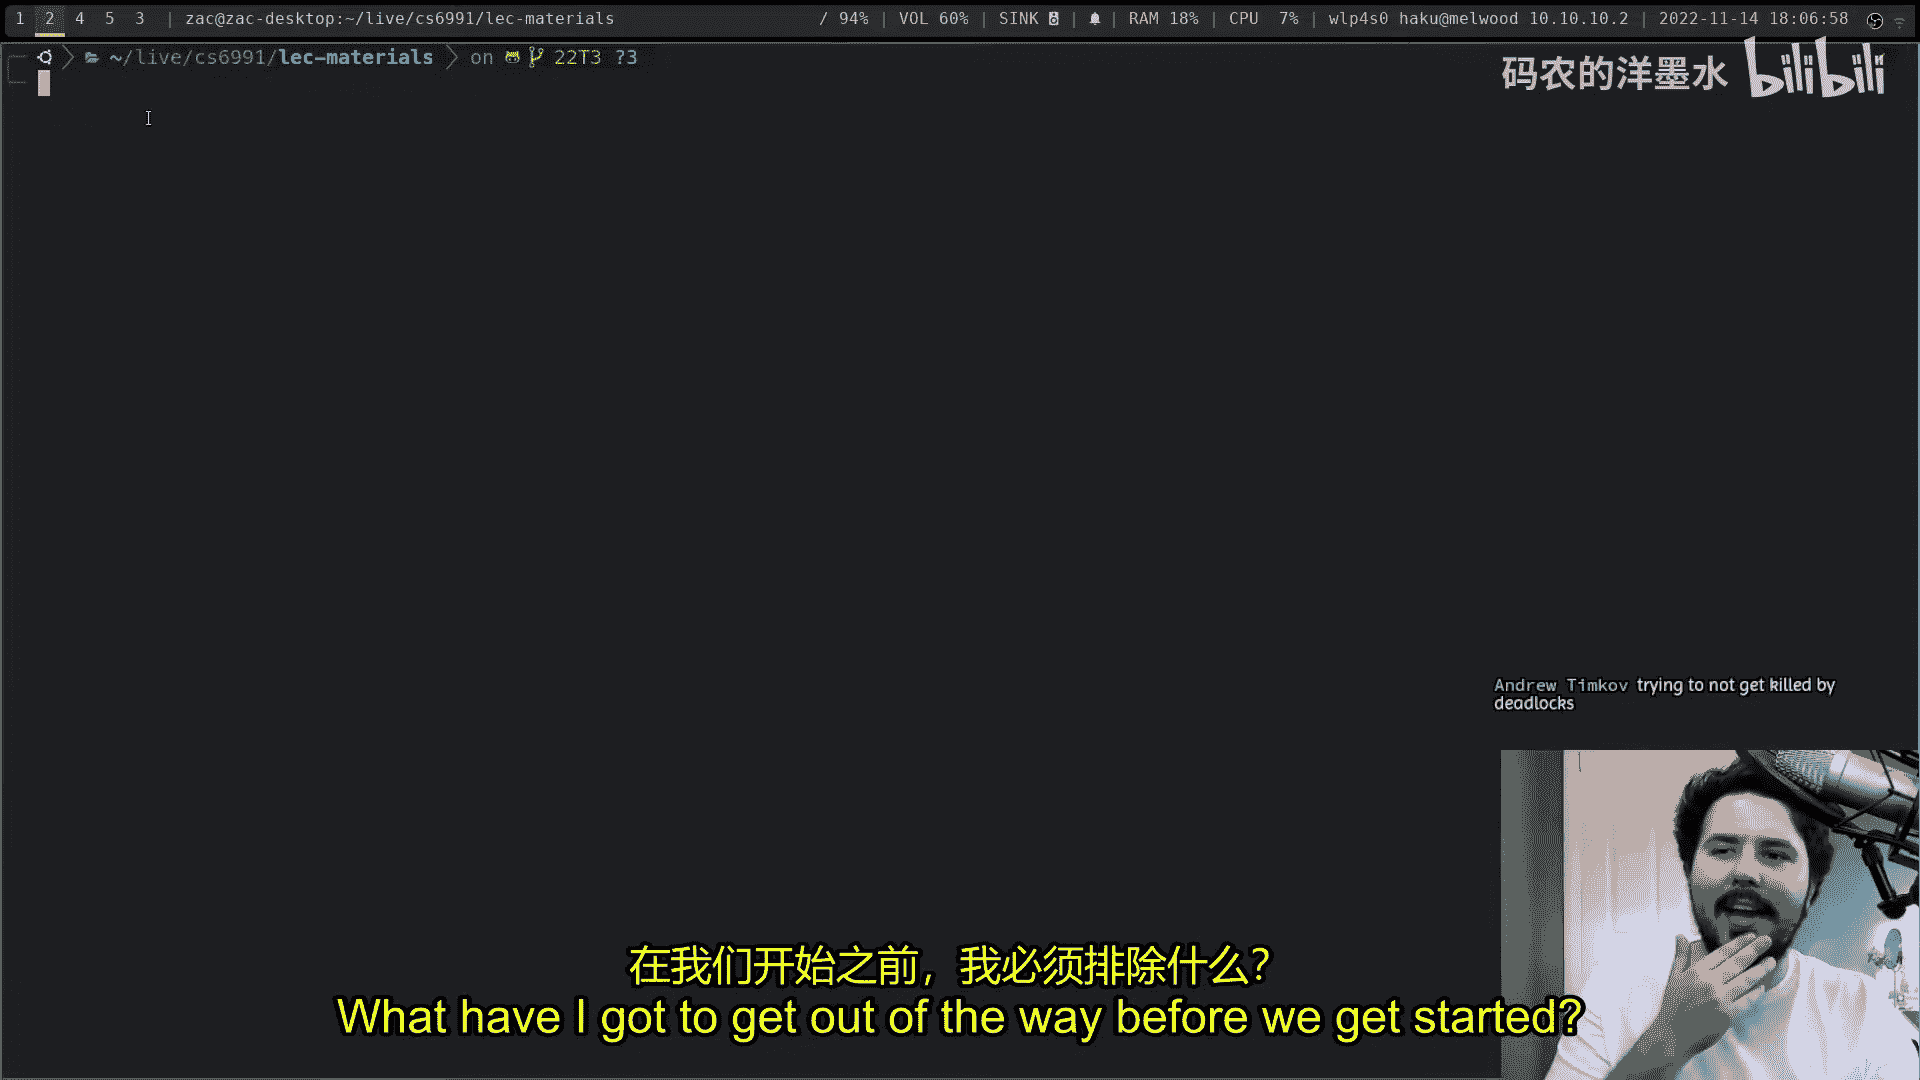 1 2 4 5 3 | zac@zac-desktop:~/live/cs6991/lec-materials / 94% | VOL 60% | SINK | | RAM 18% | CPU 7% | wlp4s0 haku@melwood 10.10.10.2 | 2022-11-14 18:06:58
~/live/cs6991/lec-materials on 22T3 ?3
码农的洋墨水 bilibili
Andrew Timkov trying to not get killed by
deadlocks
在我们开始之前，我必须排除什么？
What have I got to get out of the way before we get started?